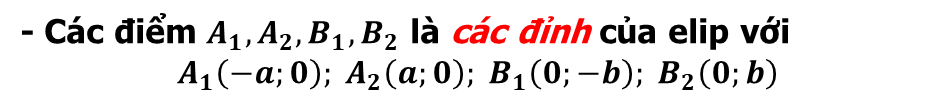 - Các điểm A₁, A₂, B₁, B₂ là các đỉnh của elip với
A₁(−a; 0); A₂(a; 0); B₁(0; −b); B₂(0; b)